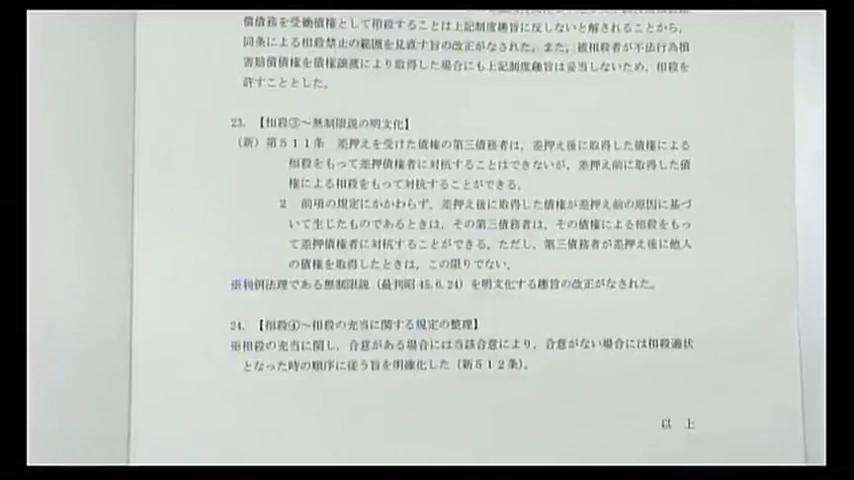 償債務を受働債権として相殺することは上記制度趣旨に反しないと解されることから、
同条による相殺禁止の範囲を見直す旨の改正がなされた。また、被相殺者が不法行為損
害賠償債権を債権譲渡により取得した場合にも上記制度趣旨は妥当しないため、相殺を
許すこととした。
23. 【相殺③～無制限説の明文化】
(新) 第511条 差押えを受けた債権の第三債務者は、差押え後に取得した債権による
相殺をもって差押債権者に対抗することはできないが、差押え前に取得した債
権による相殺をもって対抗することができる。
2 前項の規定にかかわらず、差押え後に取得した債権が差押え前の原因に基づ
いて生じたものであるときは、その第三債務者は、その債権による相殺をもっ
て差押債権者に対抗することができる。ただし、第三債務者が差押え後に他人
の債権を取得したときは、この限りでない。
※判例法理である無制限説（最判昭45.6.24）を明文化する趣旨の改正がなされた。
24. 【相殺④～相殺の充当に関する規定の整理】
※相殺の充当に関し、合意がある場合には当該合意により、合意がない場合には相殺適状
となった時の順序に従う旨を明確化した（新512条）。
以 上